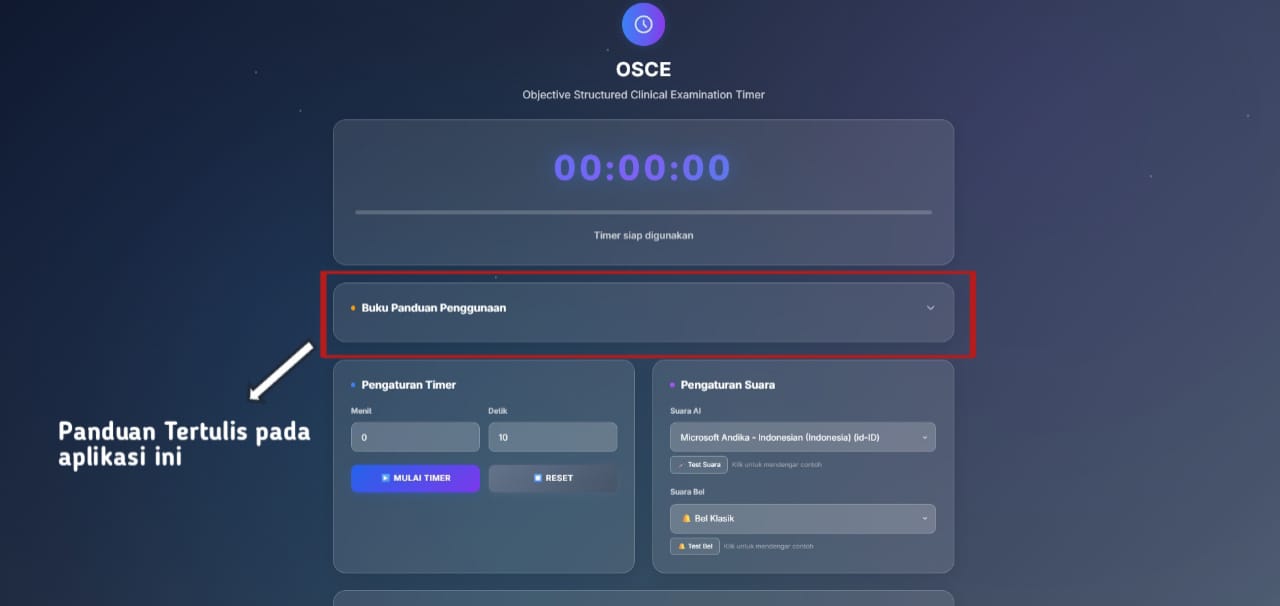 OSCE
Objective Structured Clinical Examination Timer
00:00:00
Timer siap digunakan
Buku Panduan Penggunaan
Panduan Tertulis pada
aplikasi ini
Pengaturan Timer
Menit
Detik
0
10
MULAI TIMER
RESET
Pengaturan Suara
Suara AI
Microsoft Andika - Indonesian (Indonesia) (id-ID)
Test Suara
Klik untuk mendengar contoh
Suara Bel
Bel Klasik
Test Bel
Klik untuk mendengar contoh